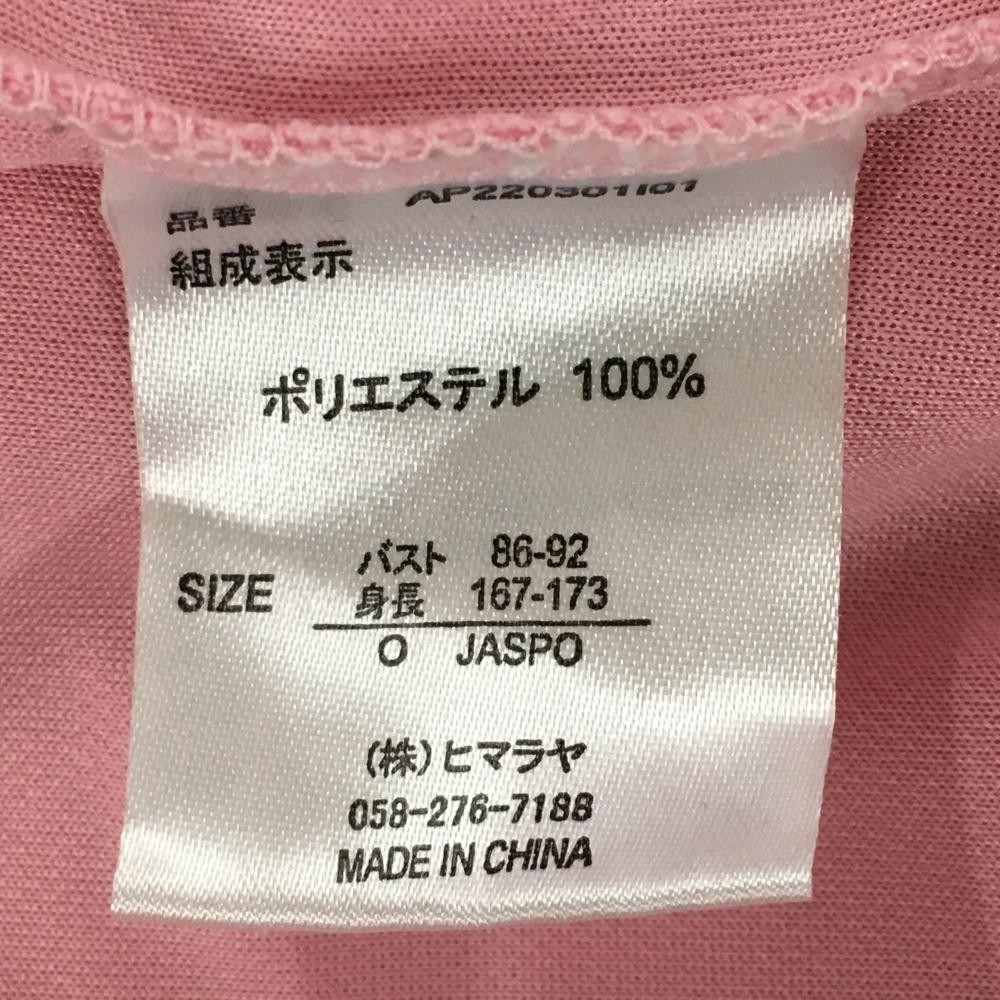 品番 AP220301I01
組成表示
ポリエステル 100%
バスト 86-92
SIZE
身長 167-173
O JASPO
(株)ヒマラヤ
058-276-7188
MADE IN CHINA